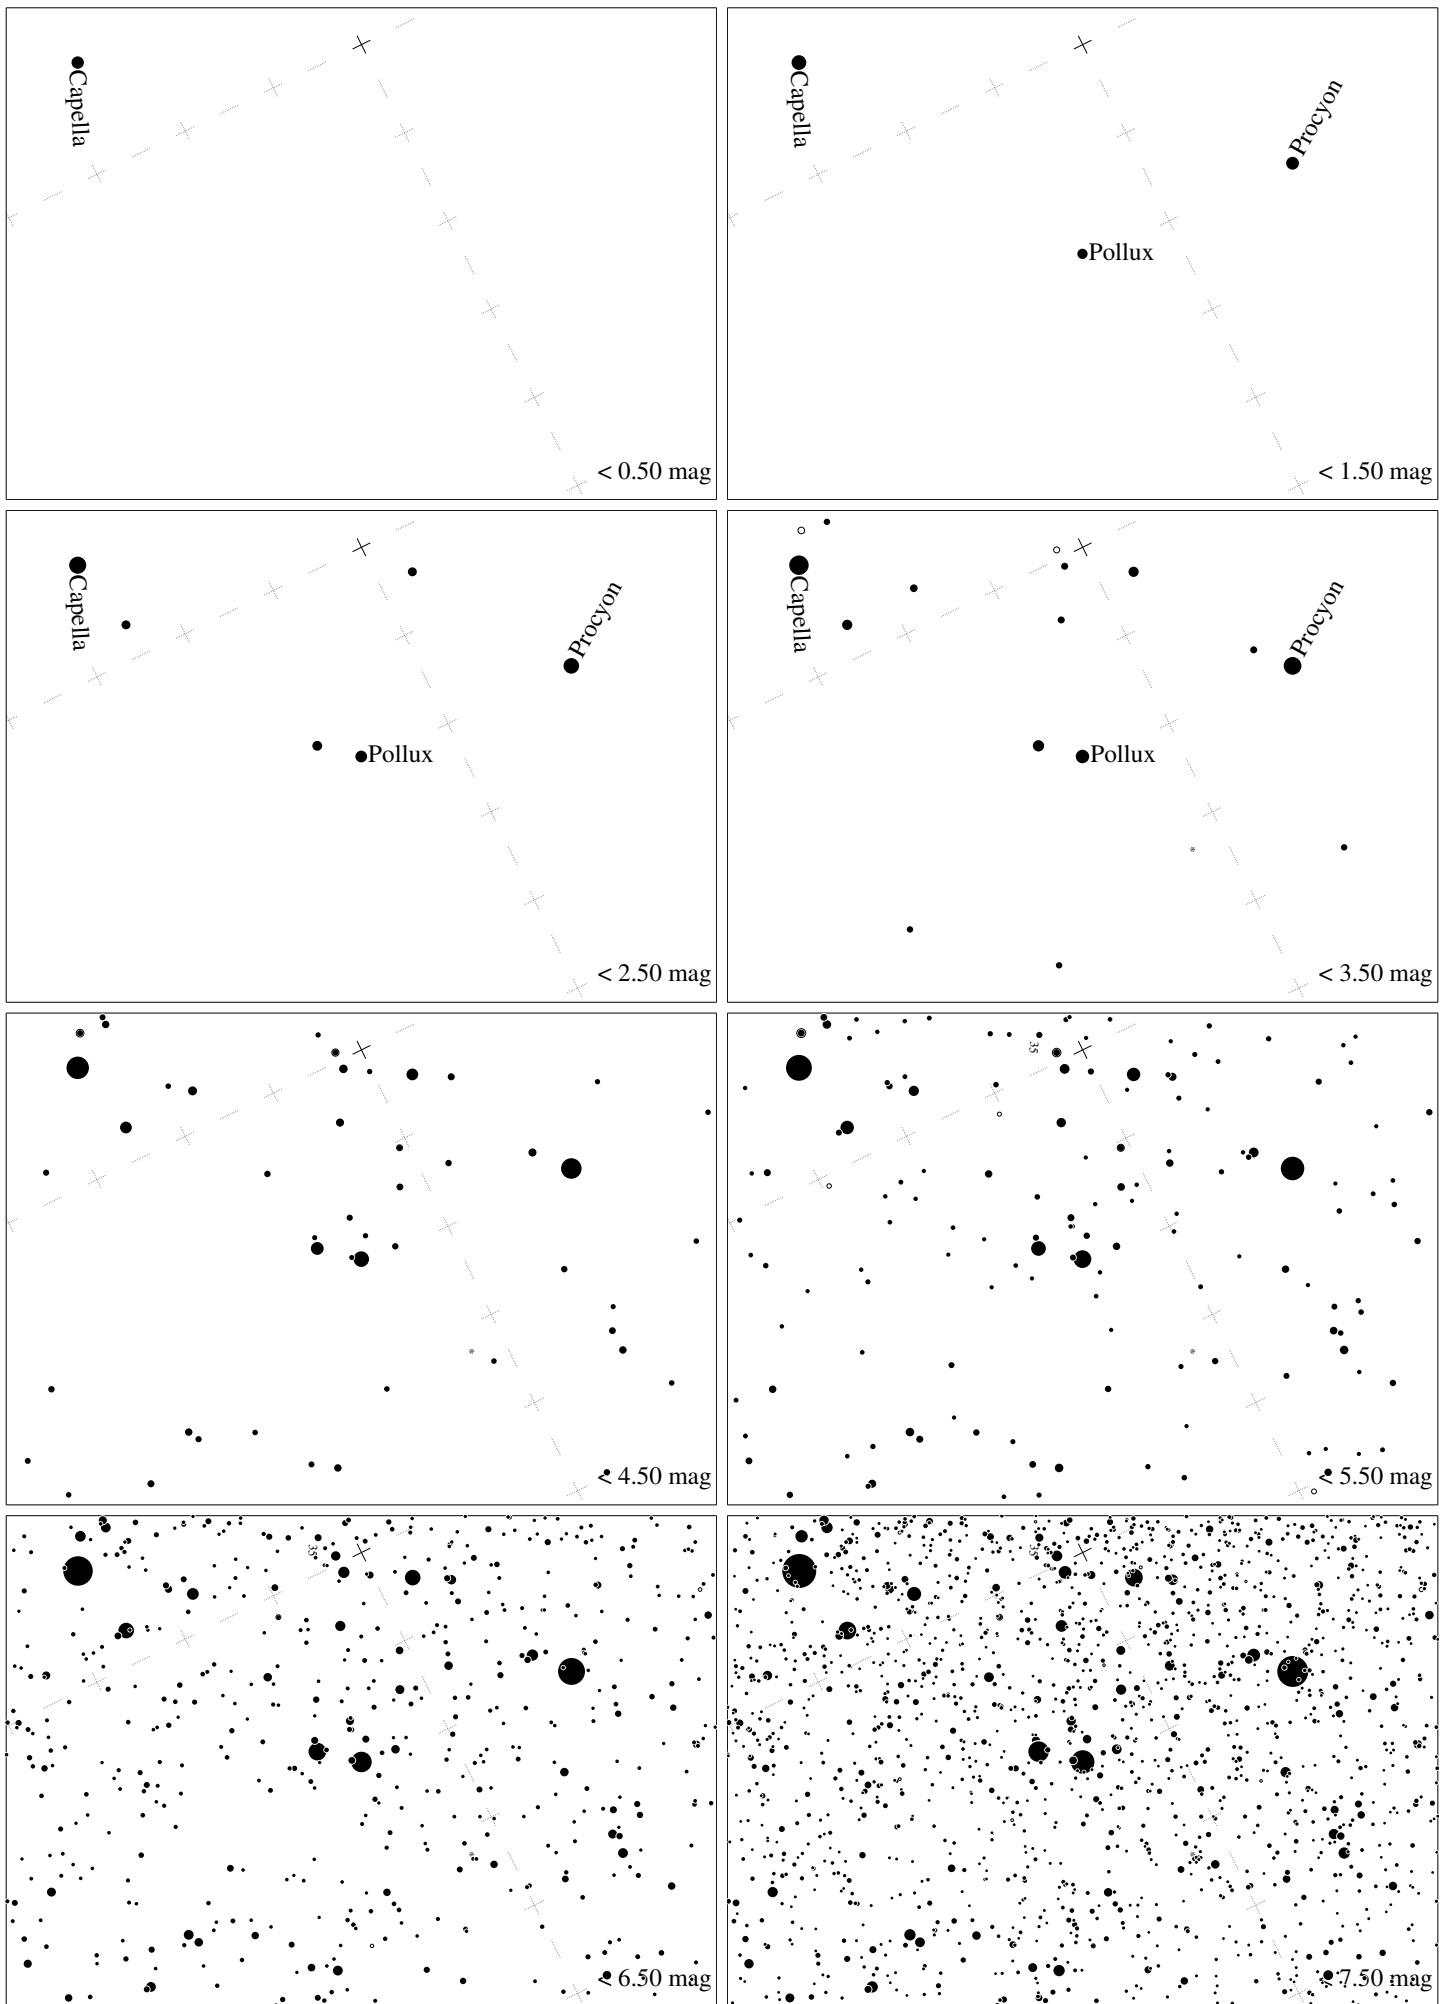 Capella
< 0.50 mag
Capella
Procyon
Pollux
< 1.50 mag
Capella
Procyon
Pollux
< 2.50 mag
Capella
Procyon
Pollux
< 3.50 mag
< 4.50 mag
35
< 5.50 mag
35
< 6.50 mag
35
< 7.50 mag